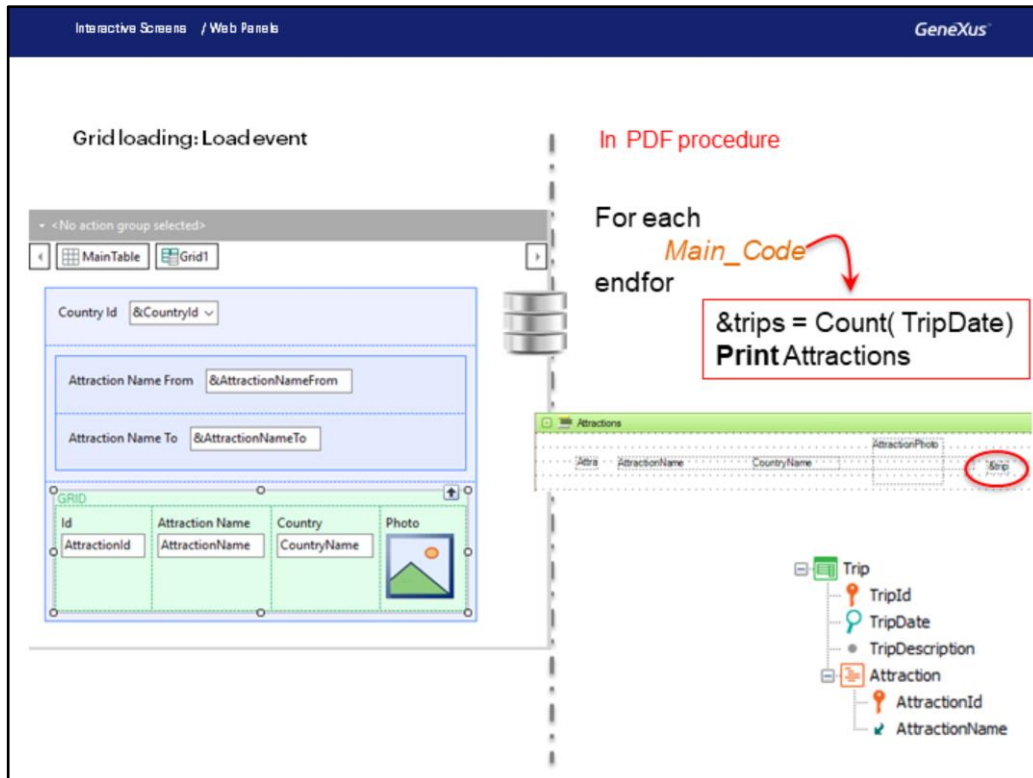 Interactive Screens / Web Panels
GeneXus
Grid loading: Load event
In PDF procedure
<No action group selected>
MainTable
Grid1
For each
Main_Code
endfor
Country Id
&CountryId
&trips = Count( TripDate)
Print Attractions
Attraction Name From
&AttractionNameFrom
Attraction Name To
&AttractionNameTo
Attractions
AttractionPhoto
Attra
AttractionName
CountryName
&trip
GRID
Id
Attraction Name
Country
Photo
AttractionId
AttractionName
CountryName
Trip
TripId
TripDate
TripDescription
Attraction
AttractionId
AttractionName